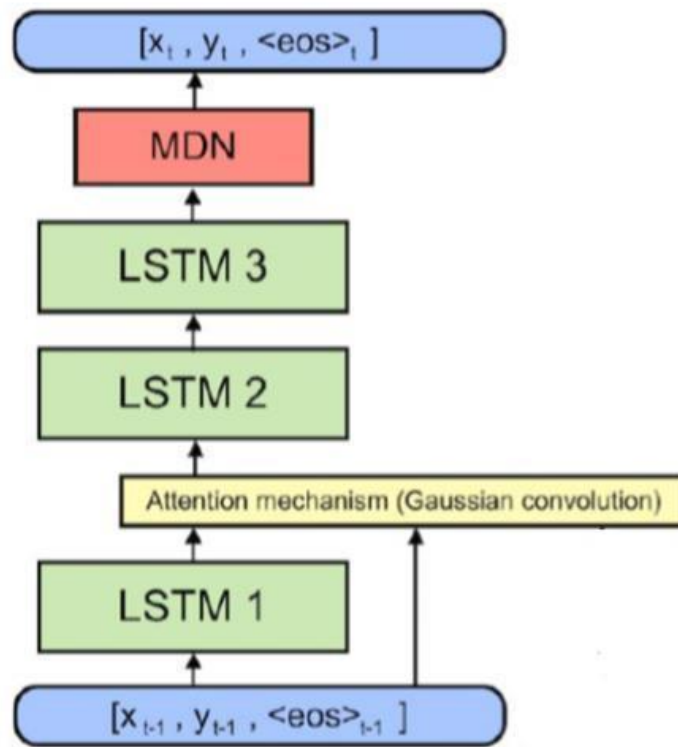 [xt , yt , <eos>t ]
MDN
LSTM 3
LSTM 2
Attention mechanism (Gaussian convolution)
LSTM 1
[xt-1 , yt-1 , <eos>t-1 ]